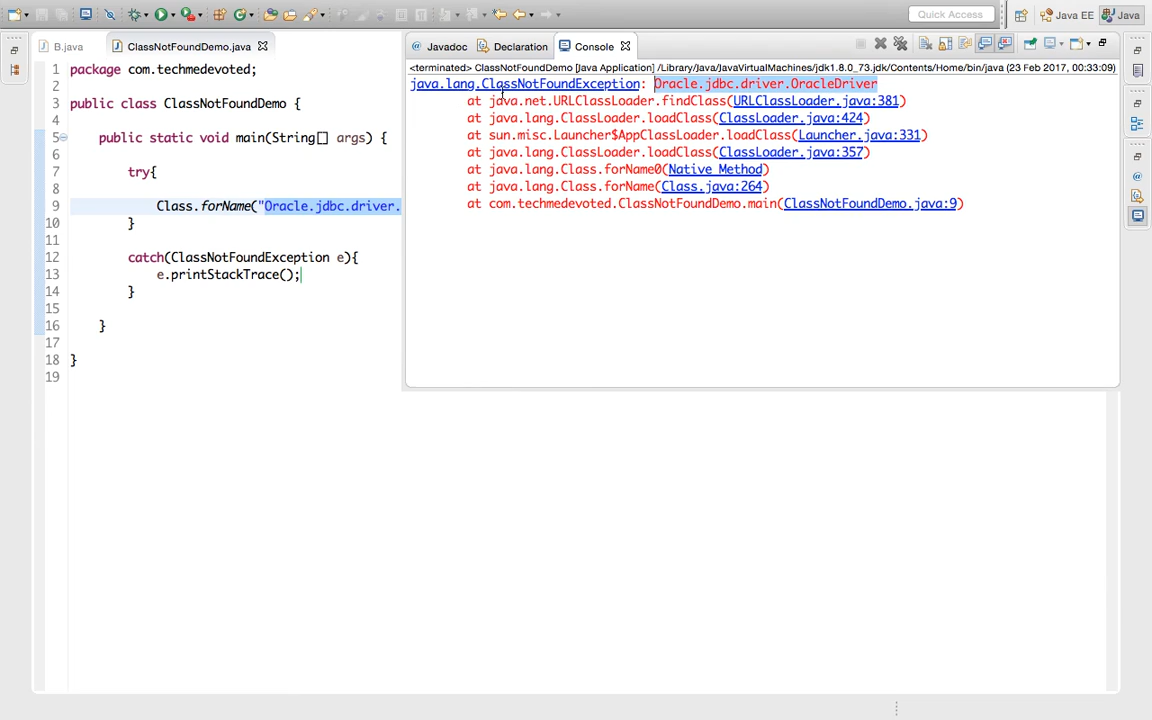 Quick Access
Java EE
Java
B.java
ClassNotFoundDemo.java
Javadoc
Declaration
Console
<terminated> ClassNotFoundDemo [Java Application] /Library/Java/JavaVirtualMachines/jdk1.8.0_73.jdk/Contents/Home/bin/java (23 Feb 2017, 00:33:09)
1 package com.techmedevoted;
2
3 public class ClassNotFoundDemo {
4
5 public static void main(String[] args) {
6
7 try{
8
9 Class.forName("Oracle.jdbc.driver.
10 }
11
12 catch(ClassNotFoundException e){
13 e.printStackTrace();
14 }
15
16 }
17
18 }
19
java.lang.ClassNotFoundException: Oracle.jdbc.driver.OracleDriver
at java.net.URLClassLoader.findClass(URLClassLoader.java:381)
at java.lang.ClassLoader.loadClass(ClassLoader.java:424)
at sun.misc.Launcher$AppClassLoader.loadClass(Launcher.java:331)
at java.lang.ClassLoader.loadClass(ClassLoader.java:357)
at java.lang.Class.forName0(Native Method)
at java.lang.Class.forName(Class.java:264)
at com.techmedevoted.ClassNotFoundDemo.main(ClassNotFoundDemo.java:9)